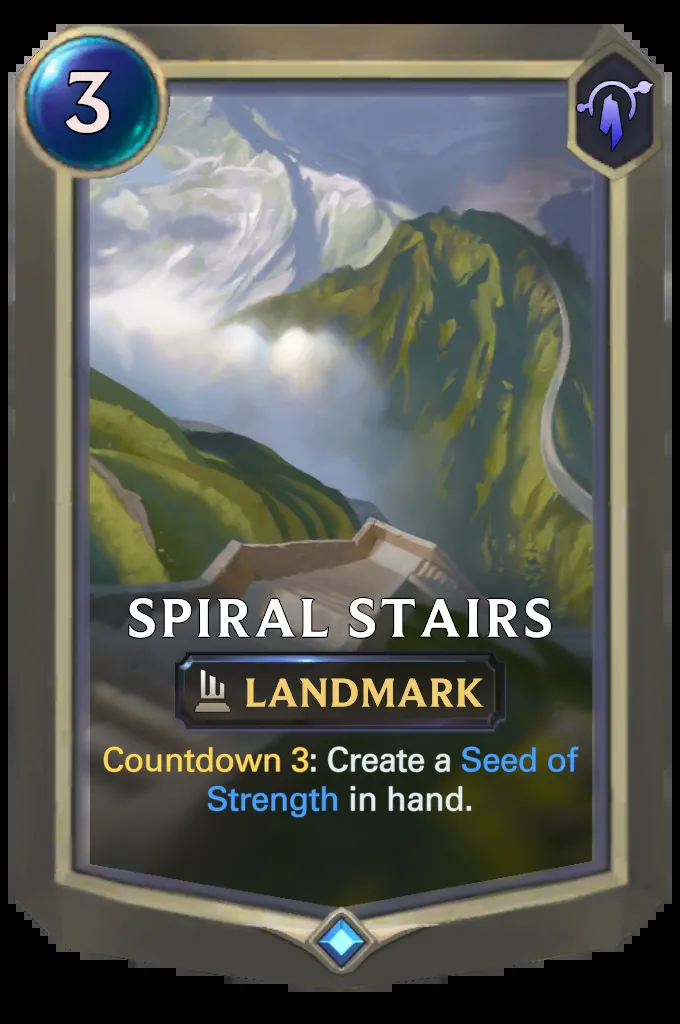 3
SPIRAL STAIRS
LANDMARK
Countdown 3: Create a Seed of
Strength in hand.